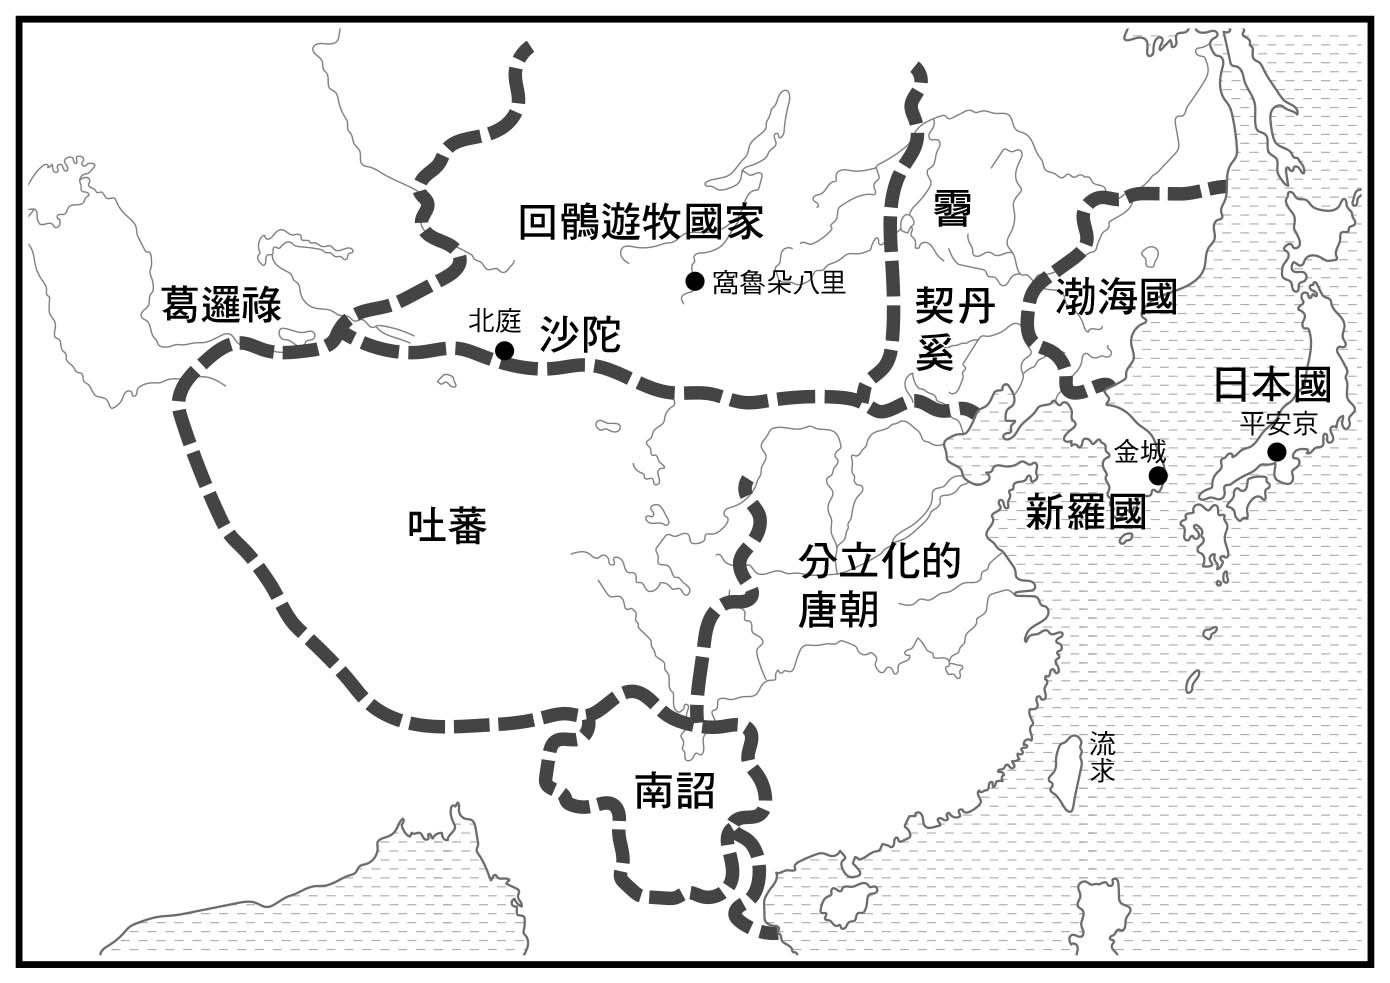 霫
回鶻遊牧國家
窩魯朵八里
葛邏祿
渤海國
契丹
奚
北庭
沙陀
日本國
平安京
金城
新羅國
吐蕃
分立化的
唐朝
流求
南詔